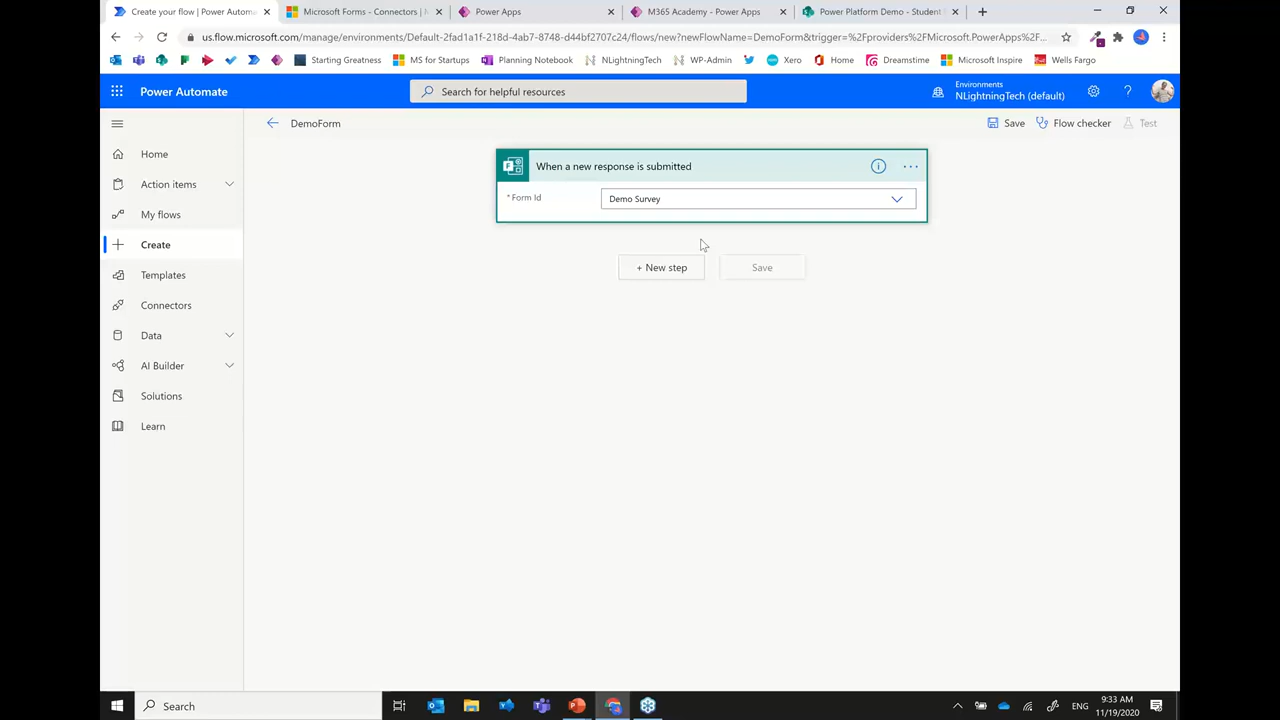 Create your flow | Power Automate
Microsoft Forms - Connectors | M
Power Apps
M365 Academy - Power Apps
Power Platform Demo - Student
us.flow.microsoft.com/manage/environments/Default-2fad1a1f-218d-4ab7-8748-d44bf2707c24/flows/new?newFlowName=DemoForm&trigger=%2Fproviders%2FMicrosoft.PowerApps%2F...
Starting Greatness
MS for Startups
Planning Notebook
NLightningTech
WP-Admin
Xero
Home
Dreamstime
Microsoft Inspire
Wells Fargo
Power Automate
Search for helpful resources
Environments
NLightningTech (default)
DemoForm
Save
Flow checker
Test
Home
Action items
My flows
Create
Templates
Connectors
Data
AI Builder
Solutions
Learn
When a new response is submitted
* Form Id
Demo Survey
+ New step
Save
Search
ENG
9:33 AM
11/19/2020